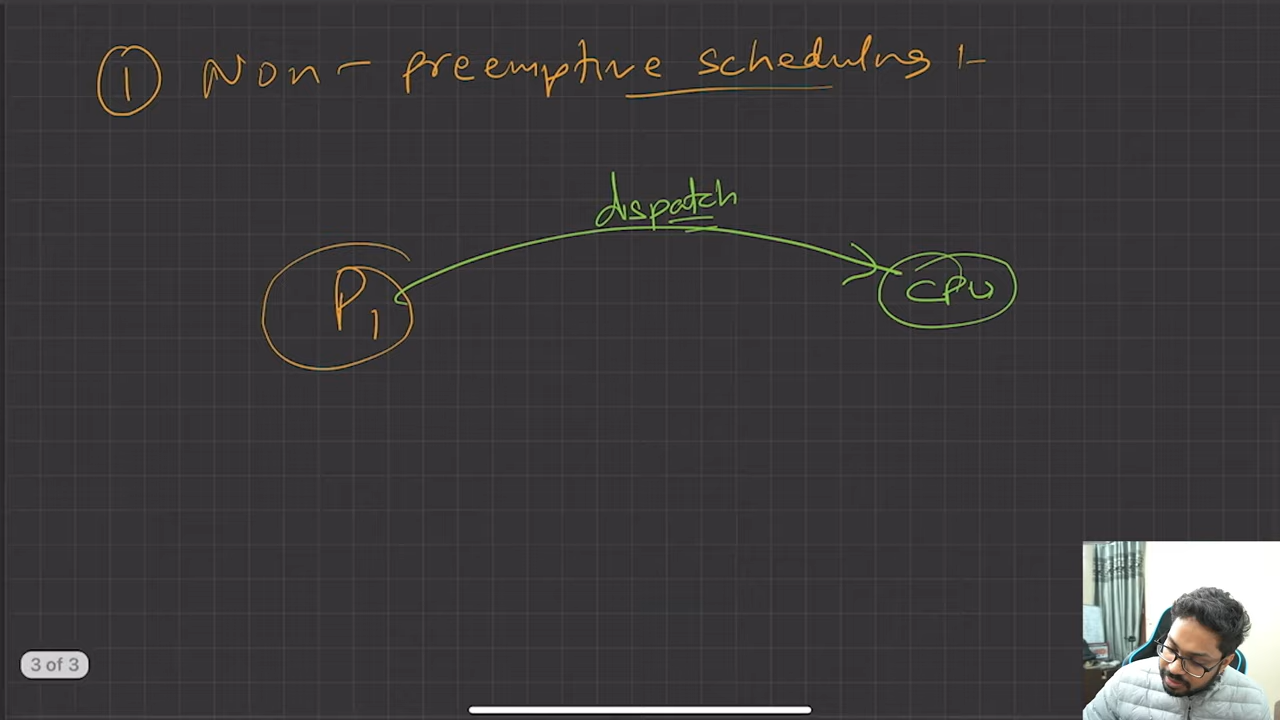 1 Non-preemptive scheduling :-
dispatch
P1
CPU
3 of 3